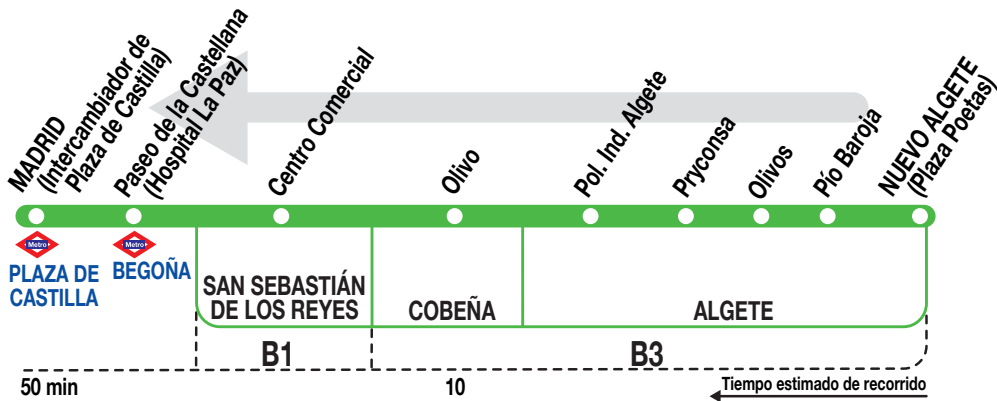 MADRID
(Intercambiador de
Plaza de Castilla)
Paseo de la Castellana
(Hospital La Paz)
Centro Comercial
Olivo
Pol. Ind. Algete
Pryconsa
Olivos
Pío Baroja
NUEVO ALGETE
(Plaza Poetas)
Metro
PLAZA DE
CASTILLA
Metro
BEGOÑA
SAN SEBASTIÁN
DE LOS REYES
COBEÑA
ALGETE
B1
B3
50 min
10
Tiempo estimado de recorrido